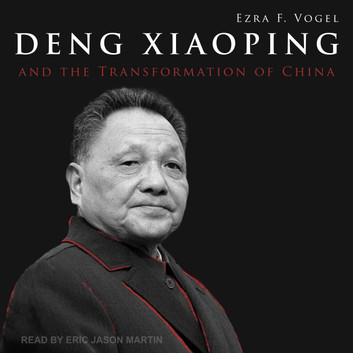 EZRA F. VOGEL
DENG XIAOPING
AND THE TRANSFORMATION OF CHINA
READ BY ERIC JASON MARTIN